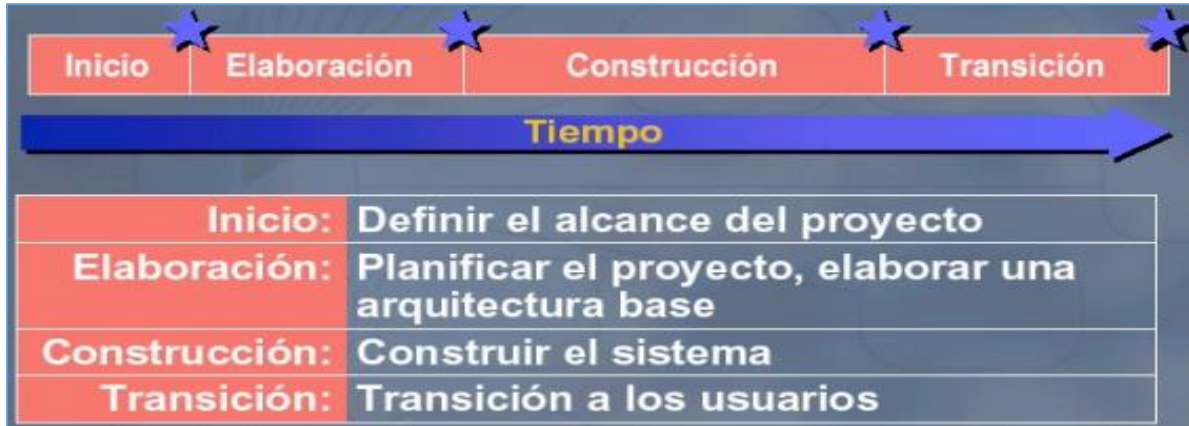 Inicio Elaboración Construcción Transición
Tiempo
Inicio: Definir el alcance del proyecto
Elaboración: Planificar el proyecto, elaborar una
arquitectura base
Construcción: Construir el sistema
Transición: Transición a los usuarios